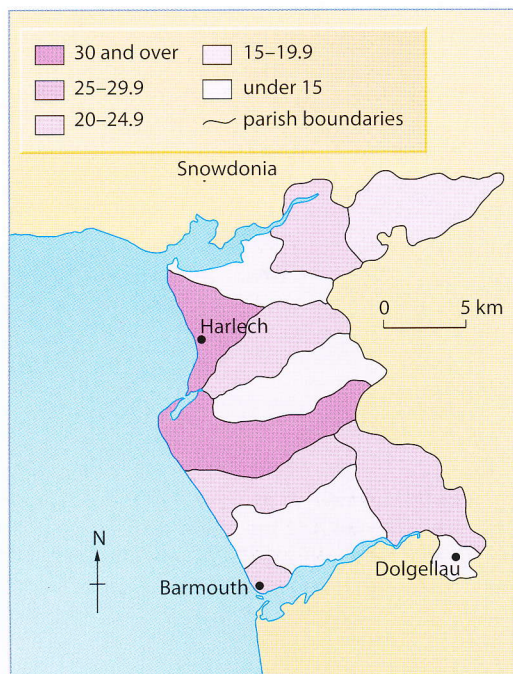 30 and over
25–29.9
20–24.9
15–19.9
under 15
parish boundaries
Snowdonia
Harlech
0 5 km
N
Barmouth
Dolgellau